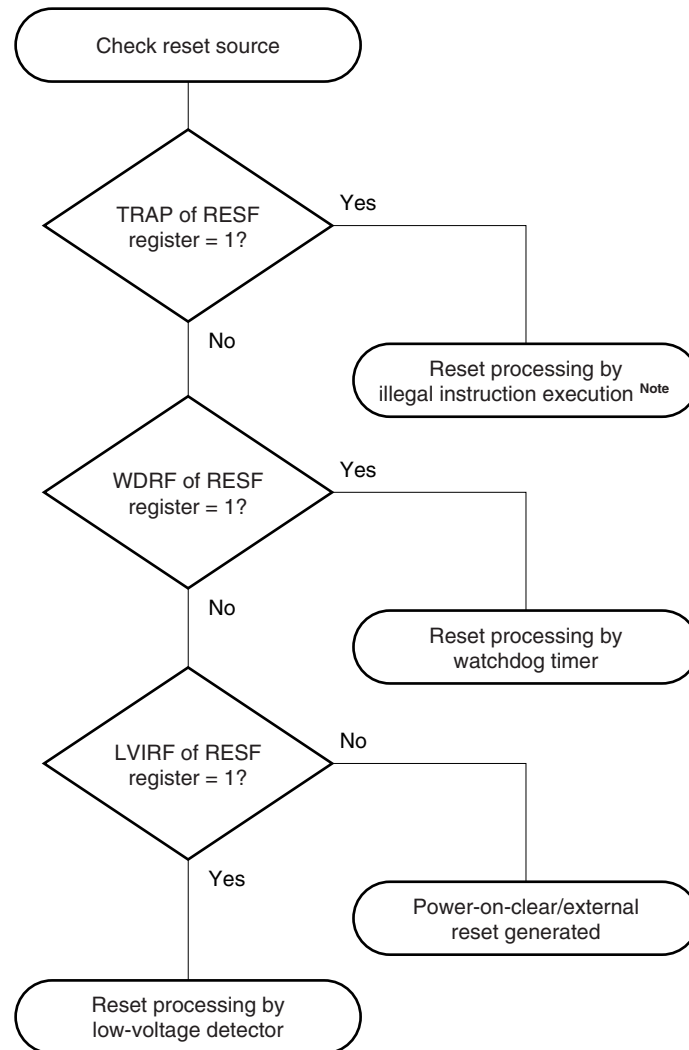 Check reset source
TRAP of RESF
register = 1?
Yes
No
Reset processing by
illegal instruction execution Note
WDRF of RESF
register = 1?
Yes
No
Reset processing by
watchdog timer
LVIRF of RESF
register = 1?
No
Yes
Power-on-clear/external
reset generated
Reset processing by
low-voltage detector